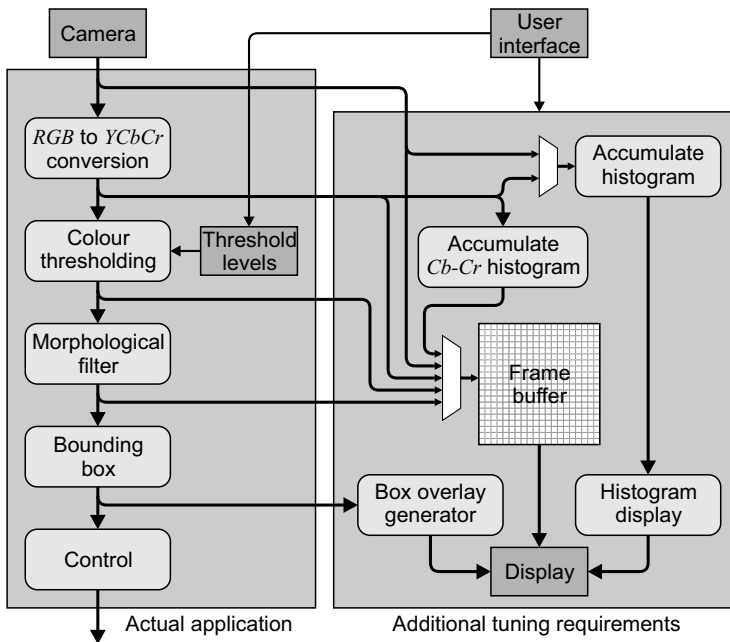 Camera
User
interface
RGB to YCbCr
conversion
Accumulate
histogram
Colour
thresholding
Threshold
levels
Accumulate
Cb-Cr histogram
Morphological
filter
Frame
buffer
Bounding
box
Box overlay
generator
Histogram
display
Control
Display
Actual application
Additional tuning requirements